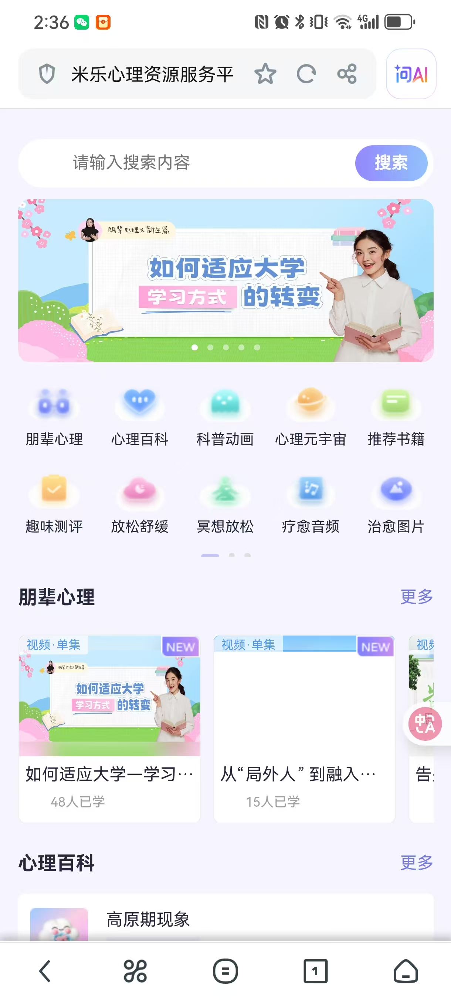 2:36
4G
米乐心理资源服务平
问AI
请输入搜索内容
搜索
朋辈心理x新生篇
如何适应大学
学习方式 的转变
朋辈心理
心理百科
科普动画
心理元宇宙
推荐书籍
趣味测评
放松舒缓
冥想放松
疗愈音频
治愈图片
朋辈心理
更多
视频·单集
NEW
视频·单集
NEW
视频
朋辈心理x新生篇
如何适应大学
学习方式 的转变
中A
如何适应大学—学习…
从“局外人” 到融入…
告
48人已学
15人已学
心理百科
更多
高原期现象
1